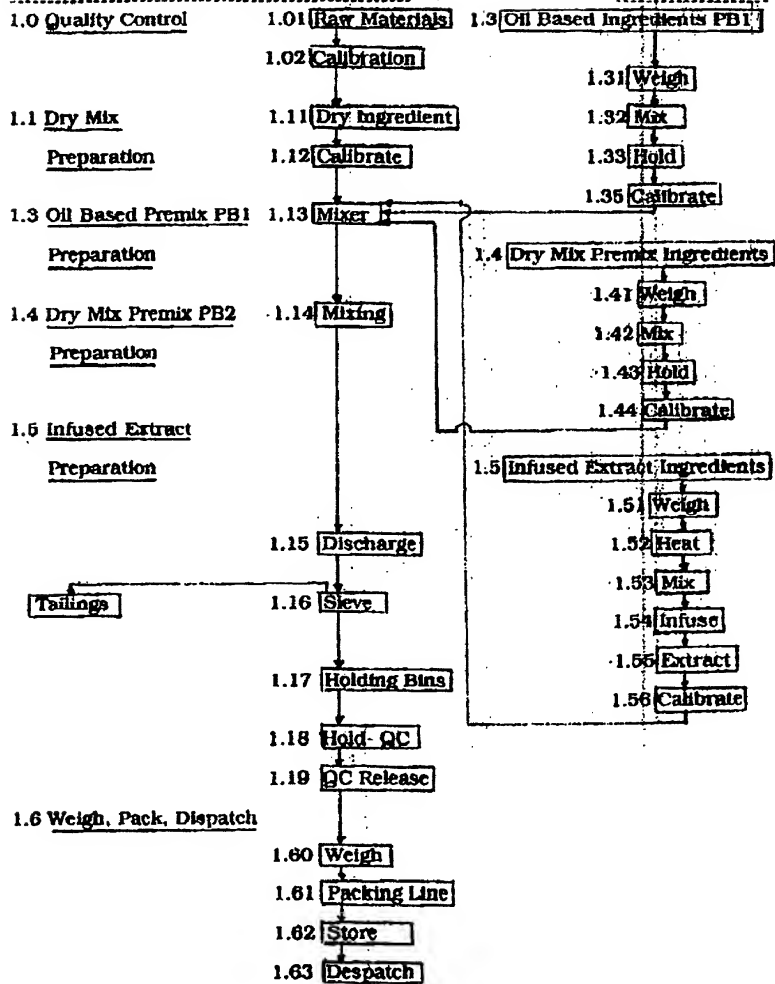 1.0 Quality Control
1.01 Raw Materials
1.3 Oil Based Ingredients PB1
1.02 Calibration
1.31 Weigh
1.1 Dry Mix
Preparation
1.11 Dry Ingredient
1.32 Mix
1.12 Calibrate
1.33 Hold
1.35 Calibrate
1.3 Oil Based Premix PB1
Preparation
1.13 Mixer
1.4 Dry Mix Premix Ingredients
1.41 Weigh
1.4 Dry Mix Premix PB2
Preparation
1.14 Mixing
1.42 Mix
1.43 Hold
1.44 Calibrate
1.5 Infused Extract
Preparation
1.5 Infused Extract Ingredients
1.51 Weigh
1.15 Discharge
1.52 Heat
1.53 Mix
Tailings
1.16 Sieve
1.54 Infuse
1.55 Extract
1.17 Holding Bins
1.56 Calibrate
1.18 Hold- QC
1.19 QC Release
1.6 Weigh, Pack, Dispatch
1.60 Weigh
1.61 Packing Line
1.62 Store
1.63 Despatch